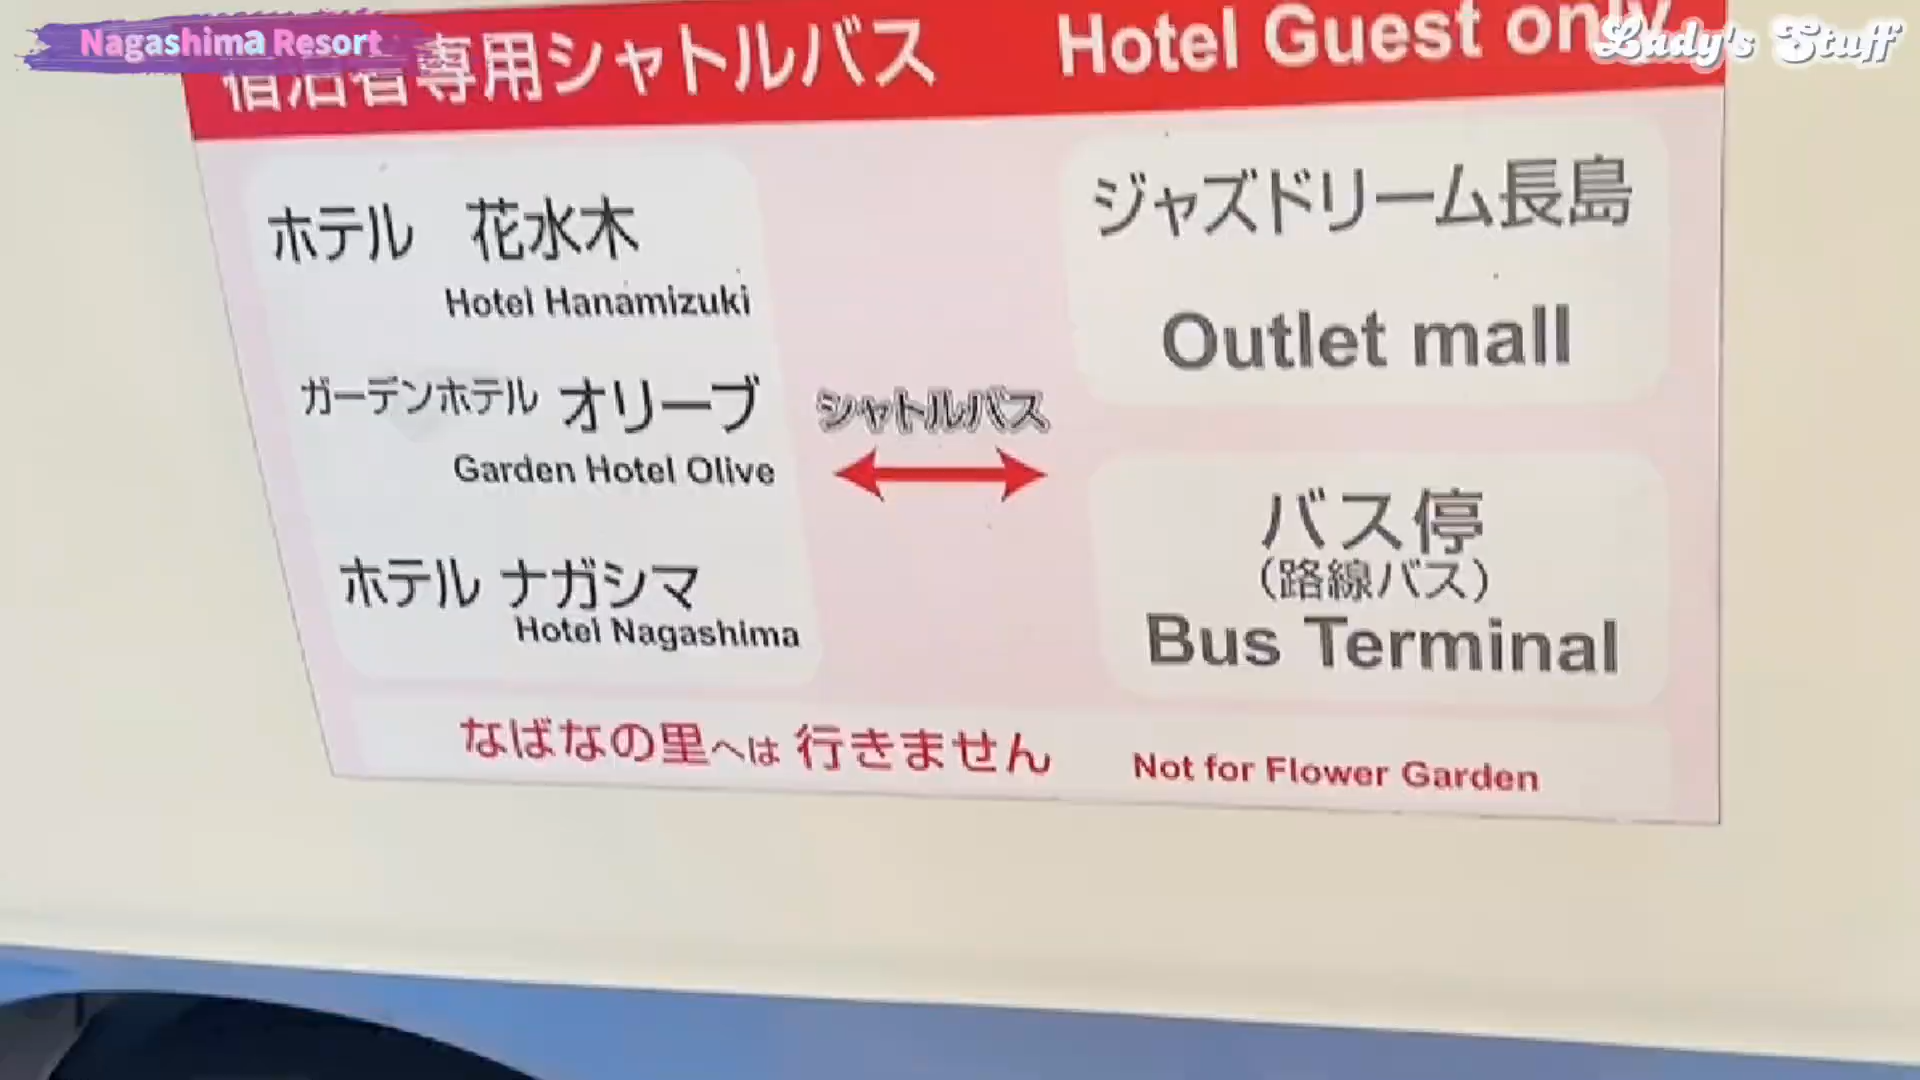 Nagashima Resort
Lady's Stuff
宿泊者専用シャトルバス Hotel Guest only
ホテル 花水木
Hotel Hanamizuki
ガーデンホテル オリーブ
Garden Hotel Olive
ホテル ナガシマ
Hotel Nagashima
シャトルバス
ジャズドリーム長島
Outlet mall
バス停
(路線バス)
Bus Terminal
なばなの里へは 行きません Not for Flower Garden